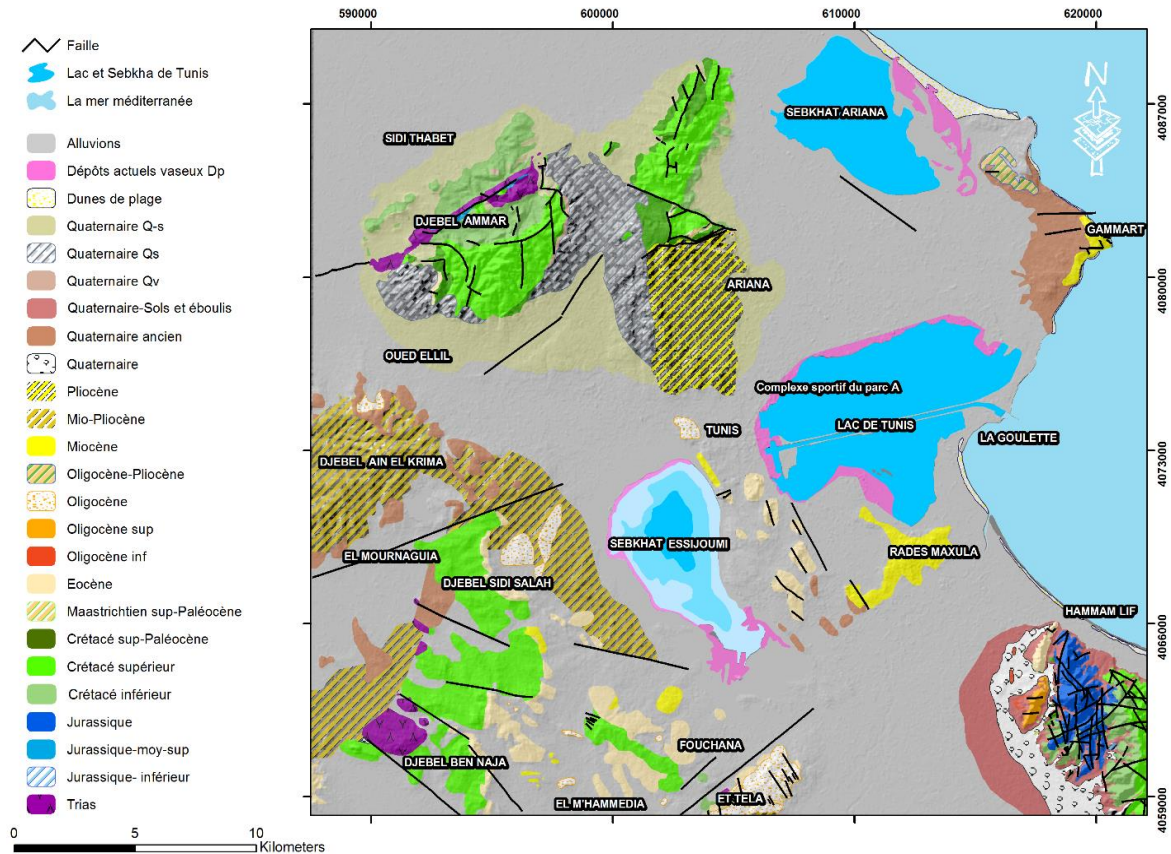 590000
600000
610000
620000
Faille
Lac et Sebkha de Tunis
La mer méditerranée
Alluvions
Dépôts actuels vaseux Dp
Dunes de plage
Quaternaire Q-s
Quaternaire Qs
Quaternaire Qv
Quaternaire-Sols et éboulis
Quaternaire ancien
Quaternaire
Pliocène
Mio-Pliocène
Miocène
Oligocène-Pliocène
Oligocène
Oligocène sup
Oligocène inf
Eocène
Maastrichtien sup-Paléocène
Crétacé sup-Paléocène
Crétacé supérieur
Crétacé inférieur
Jurassique
Jurassique-moy-sup
Jurassique- inférieur
Trias
0
5
10
Kilometers
N
SEBKHAT ARIANA
SIDI THABET
DJEBEL AMMAR
GAMMART
ARIANA
OUED ELLIL
Complexe sportif du parc A
LAC DE TUNIS
TUNIS
LA GOULETTE
DJEBEL AIN EL KRIMA
SEBKHAT ESSIJOUMI
EL MOURNAGUIA
RADES MAXULA
DJEBEL SIDI SALAH
HAMMAM LIF
FOUCHANA
DJEBEL BEN NAJA
EL M'HAMMEDIA
ET TELA
4087000
4080000
4073000
4066000
4059000